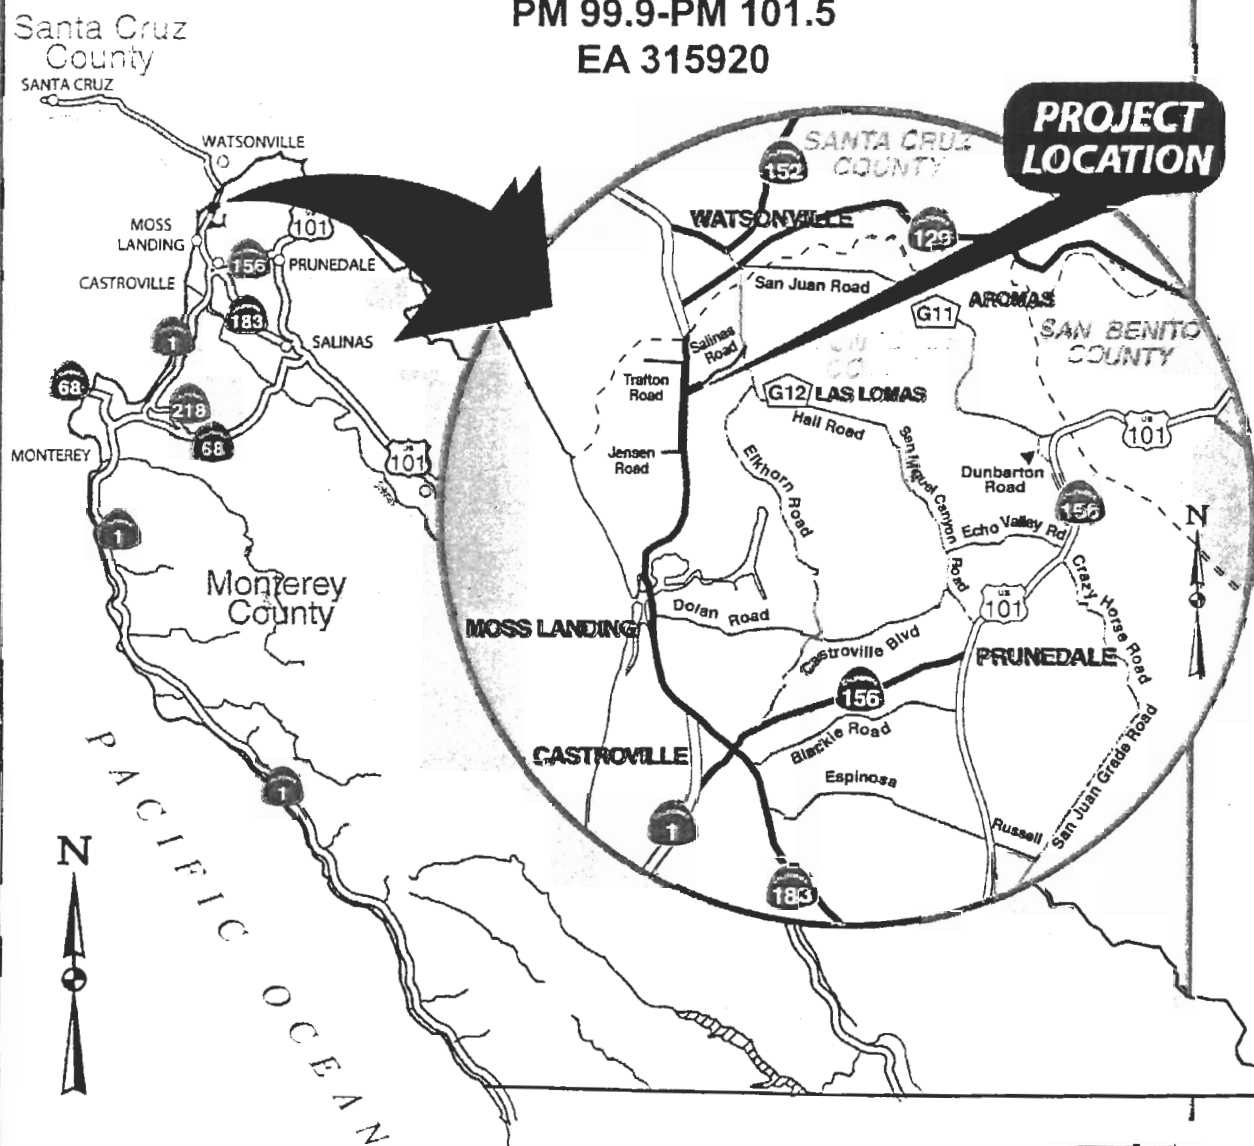 PM 99.9-PM 101.5
EA 315920
Santa Cruz
County
SANTA CRUZ
WATSONVILLE
MOSS
LANDING
US
101
156
PRUNEDALE
CASTROVILLE
183
1
SALINAS
68
218
68
MONTEREY
US
101
1
Monterey
County
1
PACIFIC OCEAN
N
PROJECT
LOCATION
SANTA CRUZ
COUNTY
152
WATSONVILLE
129
San Juan Road
G11
AROMAS
SAN BENITO
COUNTY
Salinas
Road
Trafton
Road
G12
LAS LOMAS
Hall Road
US
101
Jensen
Road
Elkhorn Road
San Miguel Canyon
Road
Dunbarton
Road
156
Echo Valley Rd
N
Crazy Horse Road
US
101
Dolan Road
MOSS LANDING
Castroville Blvd
PRUNEDALE
156
Blackie Road
CASTROVILLE
Espinosa
San Juan Grade Road
1
Russell
183